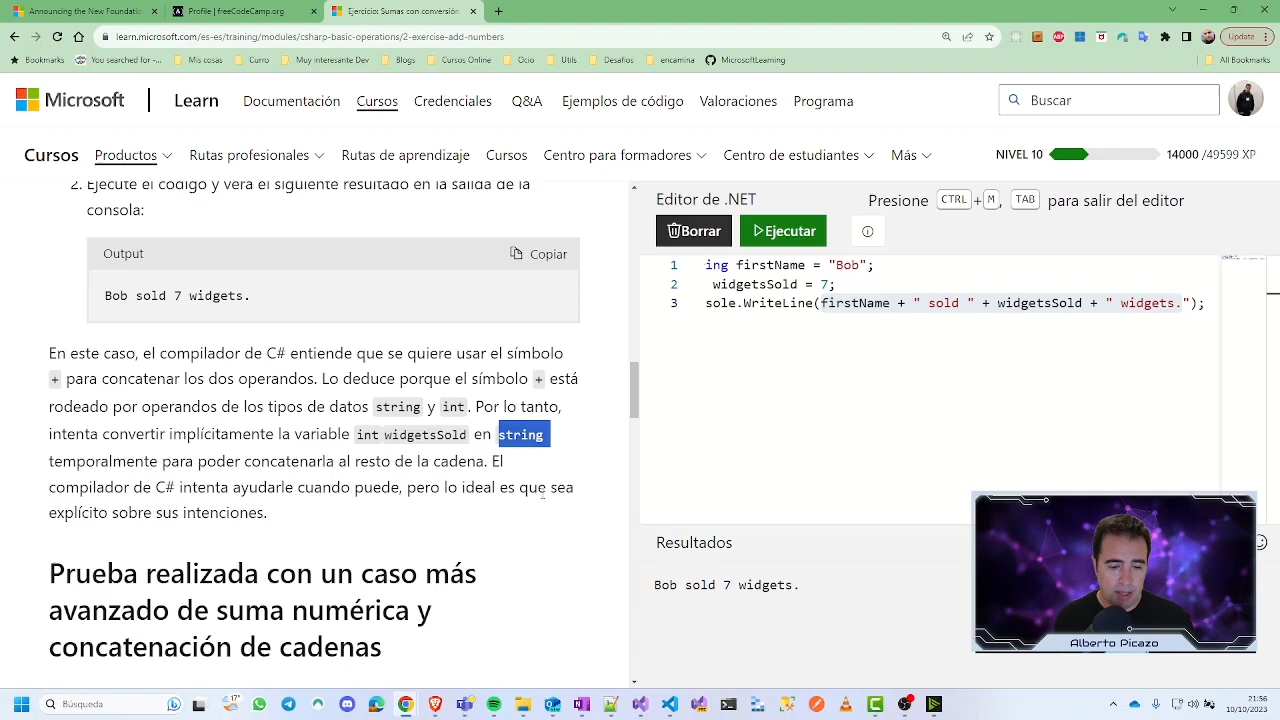 Announcing the New Foundatic
Profile | freeCodeCamp.org
Ejercicio: Sumas con conversión
learn.microsoft.com/es-es/training/modules/csharp-basic-operations/2-exercise-add-numbers
Update
Bookmarks
You searched for -...
Mis cosas
Curro
Muy interesante Dev
Blogs
Cursos Online
Ocio
Utils
Desafios
encamina
MicrosoftLearning
All Bookmarks
Microsoft
Learn
Documentación
Cursos
Credenciales
Q&A
Ejemplos de código
Valoraciones
Programa
Buscar
Cursos
Productos
Rutas profesionales
Rutas de aprendizaje
Cursos
Centro para formadores
Centro de estudiantes
Más
NIVEL 10
14000 /49599 XP
2. Ejecute el código y verá el siguiente resultado en la salida de la
consola:
Output
Copiar
Bob sold 7 widgets.
En este caso, el compilador de C# entiende que se quiere usar el símbolo
+ para concatenar los dos operandos. Lo deduce porque el símbolo + está
rodeado por operandos de los tipos de datos string y int. Por lo tanto,
intenta convertir implícitamente la variable int widgetsSold en string
temporalmente para poder concatenarla al resto de la cadena. El
compilador de C# intenta ayudarle cuando puede, pero lo ideal es que sea
explícito sobre sus intenciones.
Prueba realizada con un caso más
avanzado de suma numérica y
concatenación de cadenas
Editor de .NET
Presione CTRL+M, TAB para salir del editor
Borrar
Ejecutar
1 ing firstName = "Bob";
2 widgetsSold = 7;
3 sole.WriteLine(firstName + " sold " + widgetsSold + " widgets.");
Resultados
Bob sold 7 widgets.
Alberto Picazo
Búsqueda
17°
21:56
10/10/2023